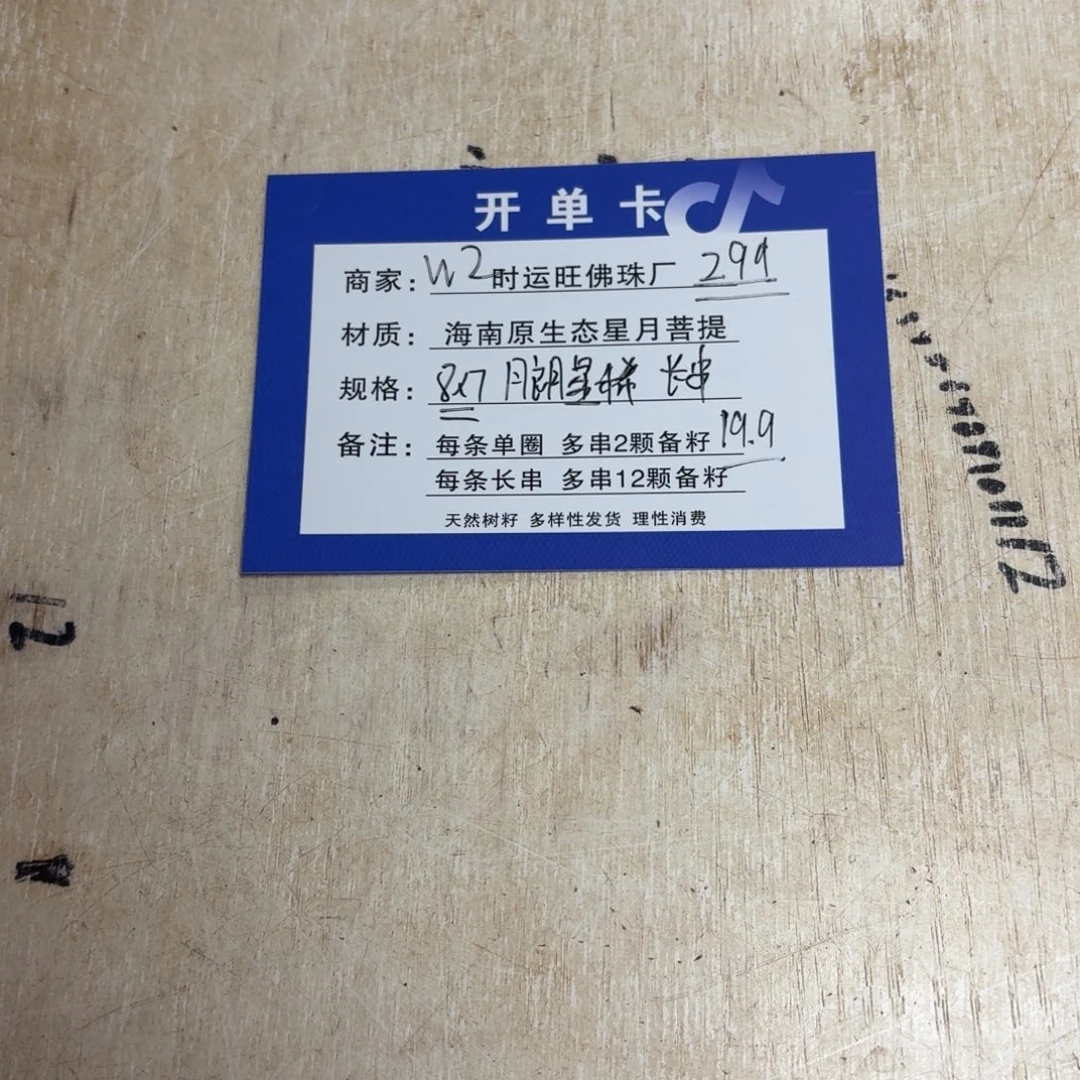 开单卡
商家: W2时运旺佛珠厂 299
材质: 海南原生态星月菩提
规格: 8x7 月朗星稀 长串
备注: 每条单圈 多串2颗备籽 19.9
每条长串 多串12颗备籽
天然树籽 多样性发货 理性消费